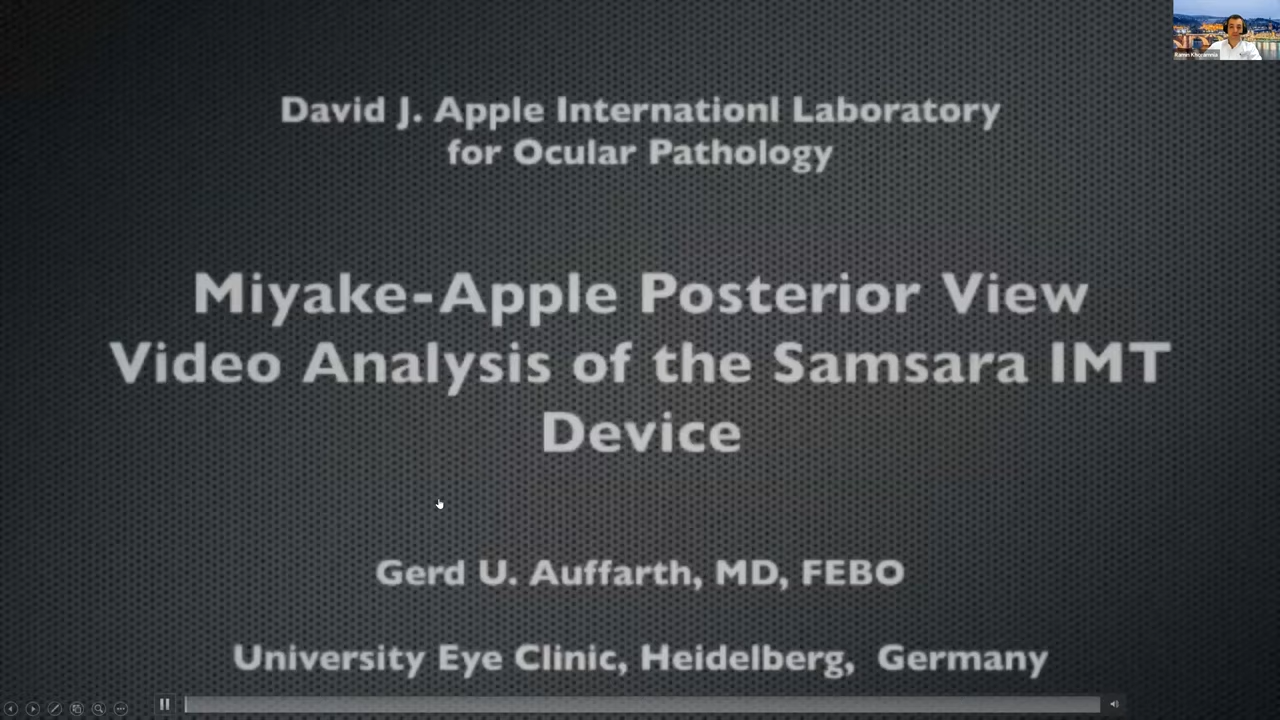 David J. Apple Internationl Laboratory
for Ocular Pathology
Miyake-Apple Posterior View
Video Analysis of the Samsara IMT
Device
Gerd U. Auffarth, MD, FEBO
University Eye Clinic, Heidelberg, Germany